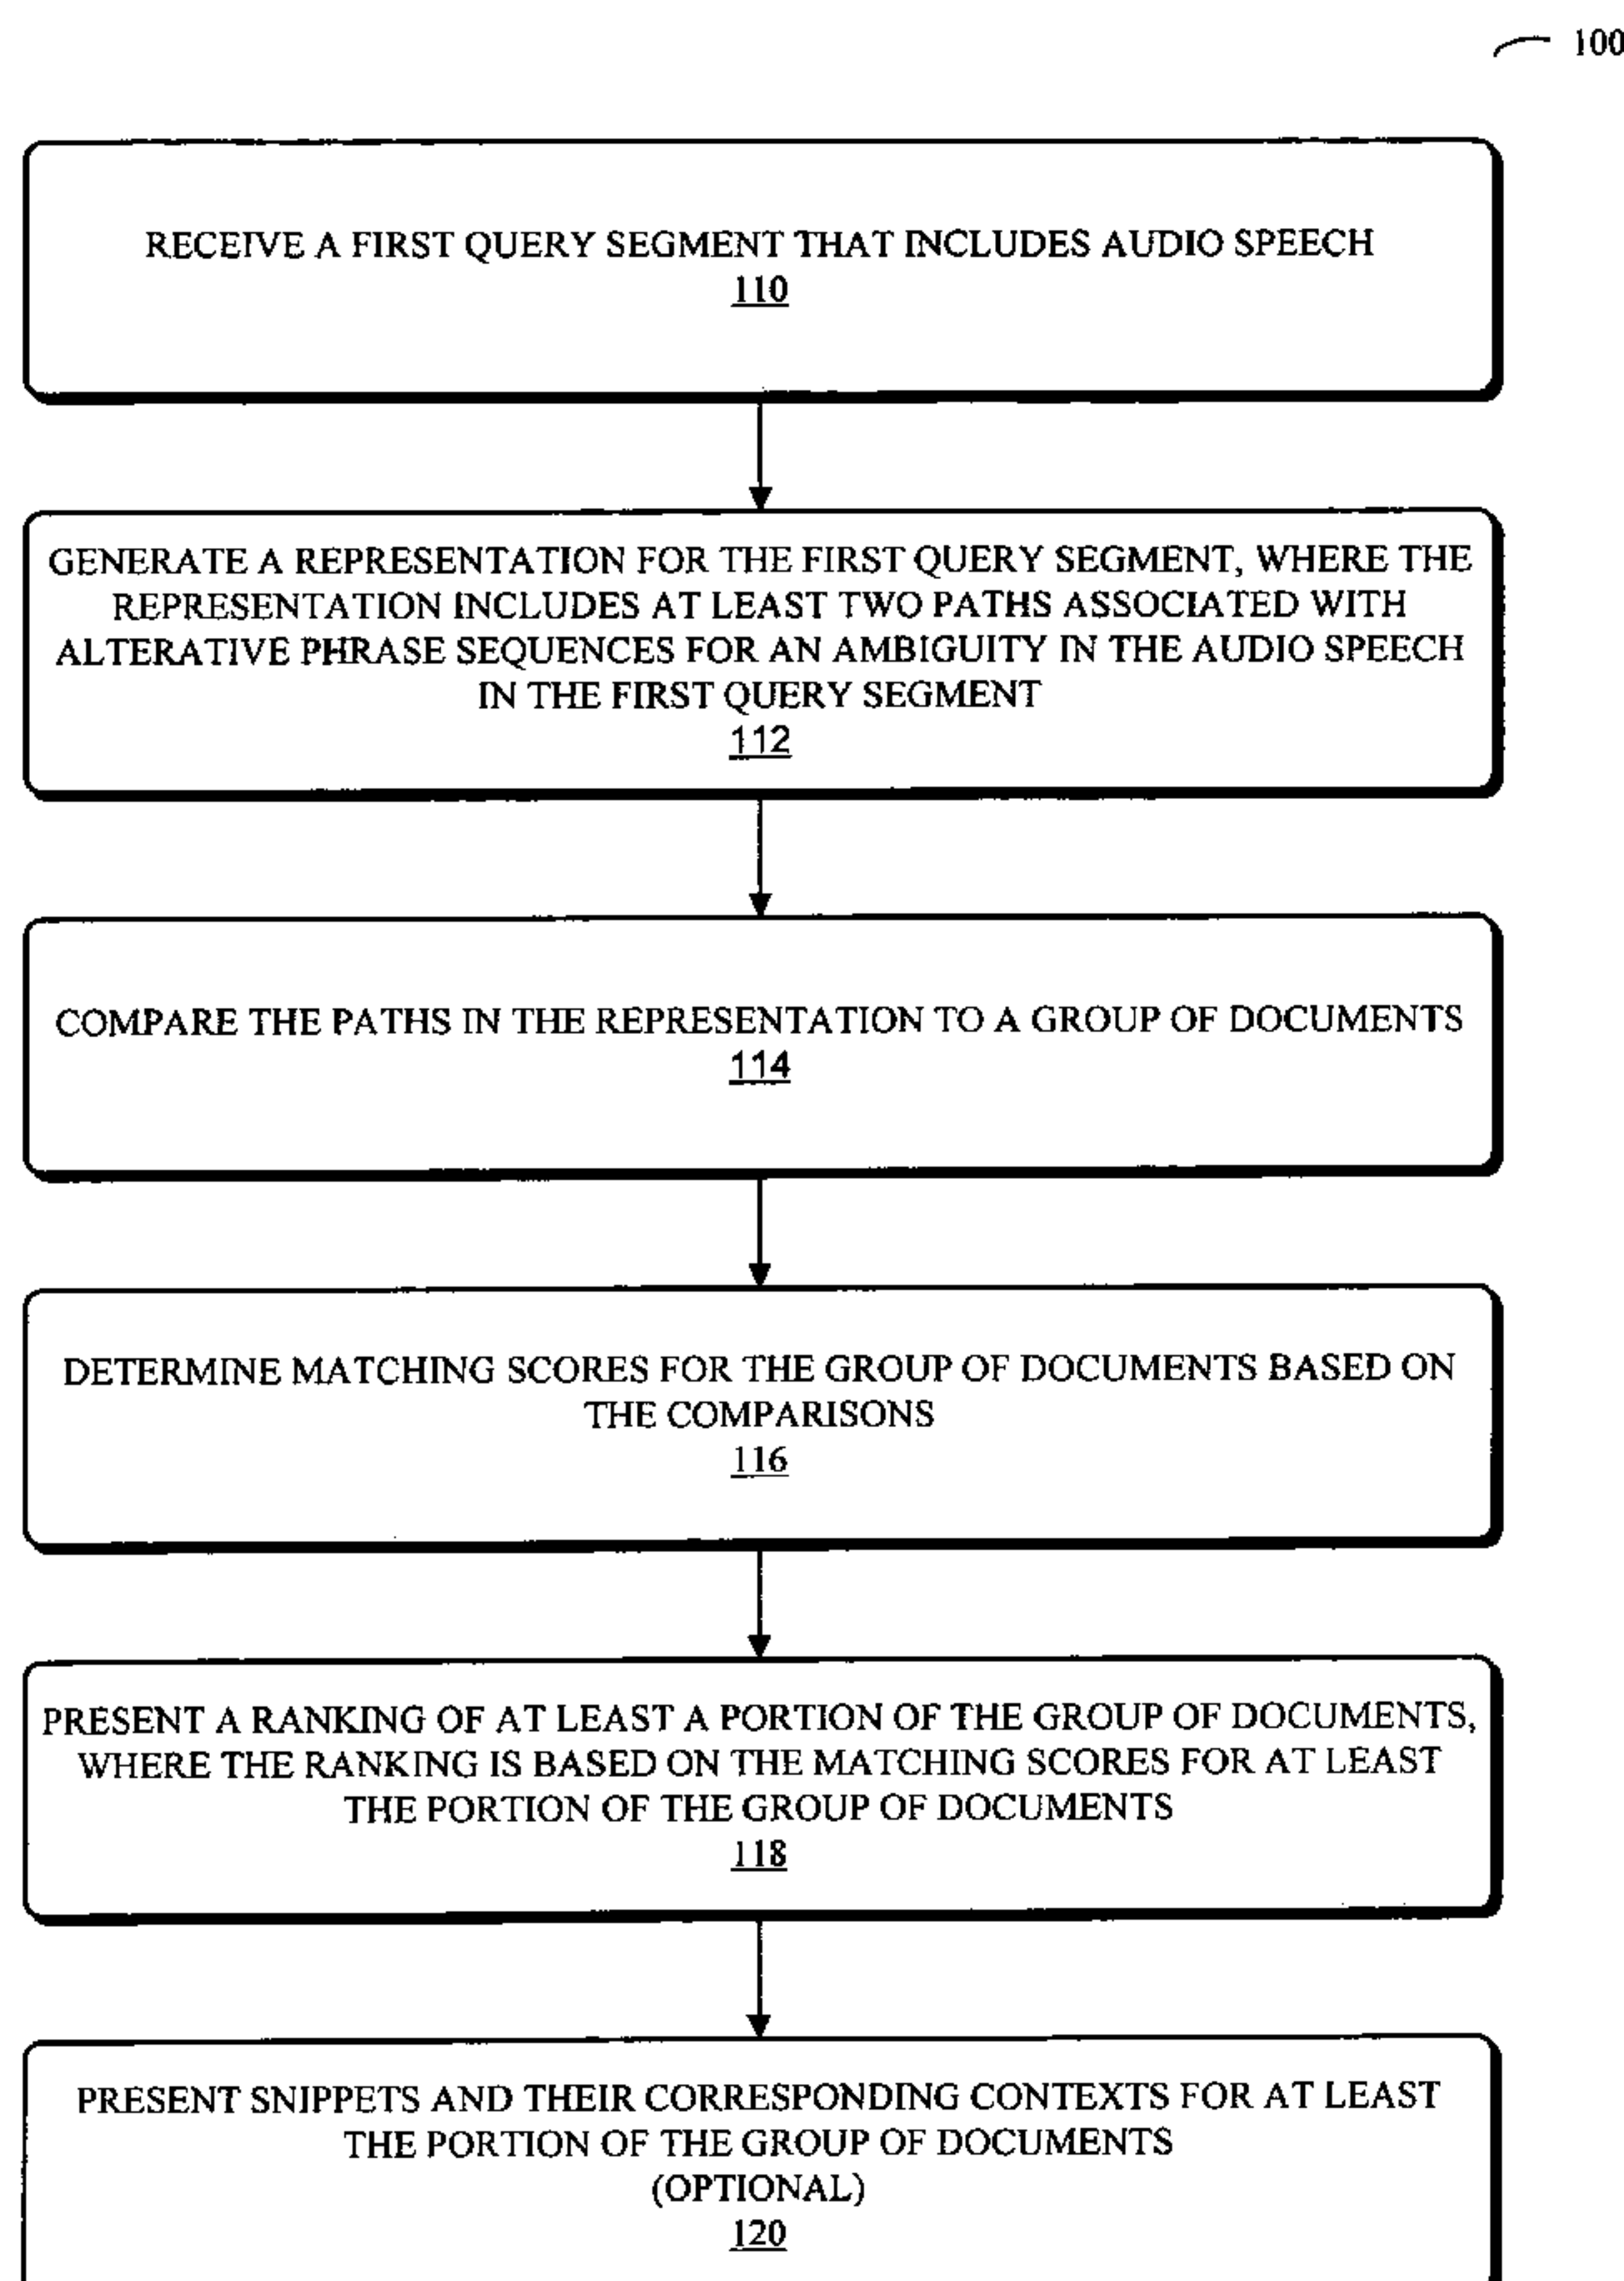 100
RECEIVE A FIRST QUERY SEGMENT THAT INCLUDES AUDIO SPEECH
110
GENERATE A REPRESENTATION FOR THE FIRST QUERY SEGMENT, WHERE THE
REPRESENTATION INCLUDES AT LEAST TWO PATHS ASSOCIATED WITH
ALTERATIVE PHRASE SEQUENCES FOR AN AMBIGUITY IN THE AUDIO SPEECH
IN THE FIRST QUERY SEGMENT
112
COMPARE THE PATHS IN THE REPRESENTATION TO A GROUP OF DOCUMENTS
114
DETERMINE MATCHING SCORES FOR THE GROUP OF DOCUMENTS BASED ON
THE COMPARISONS
116
PRESENT A RANKING OF AT LEAST A PORTION OF THE GROUP OF DOCUMENTS,
WHERE THE RANKING IS BASED ON THE MATCHING SCORES FOR AT LEAST
THE PORTION OF THE GROUP OF DOCUMENTS
118
PRESENT SNIPPETS AND THEIR CORRESPONDING CONTEXTS FOR AT LEAST
THE PORTION OF THE GROUP OF DOCUMENTS
(OPTIONAL)
120